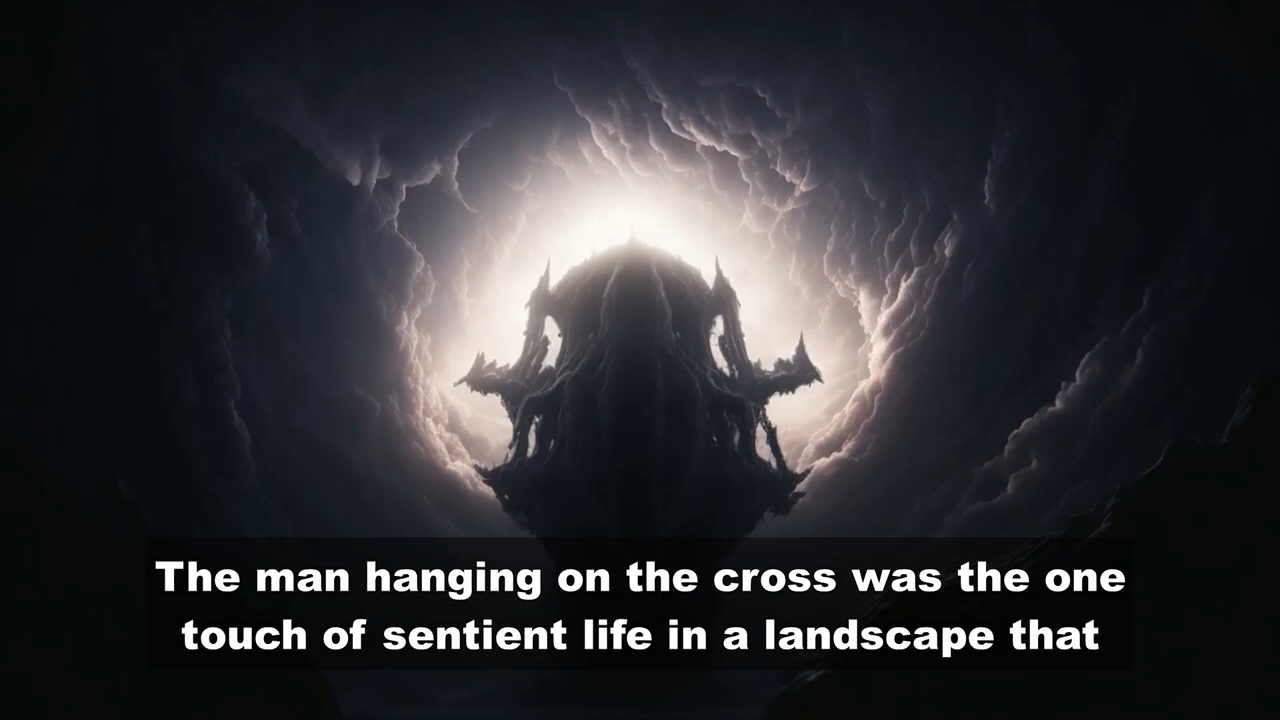 The man hanging on the cross was the one
touch of sentient life in a landscape that